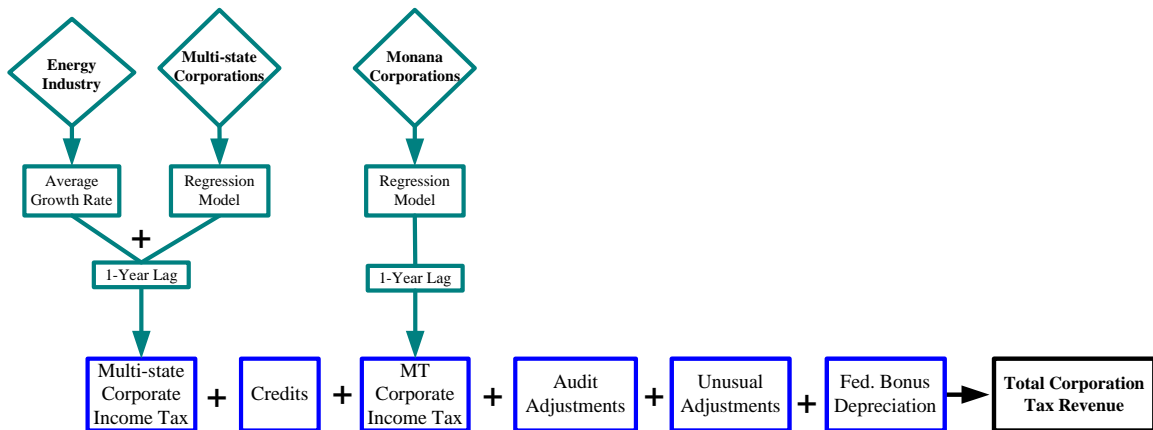 Energy
Industry
Multi-state
Corporations
Monana
Corporations
Average
Growth Rate
Regression
Model
Regression
Model
+
1-Year Lag
1-Year Lag
Multi-state
Corporate
Income Tax
+
Credits
+
MT
Corporate
Income Tax
+
Audit
Adjustments
+
Unusual
Adjustments
+
Fed. Bonus
Depreciation
Total Corporation
Tax Revenue